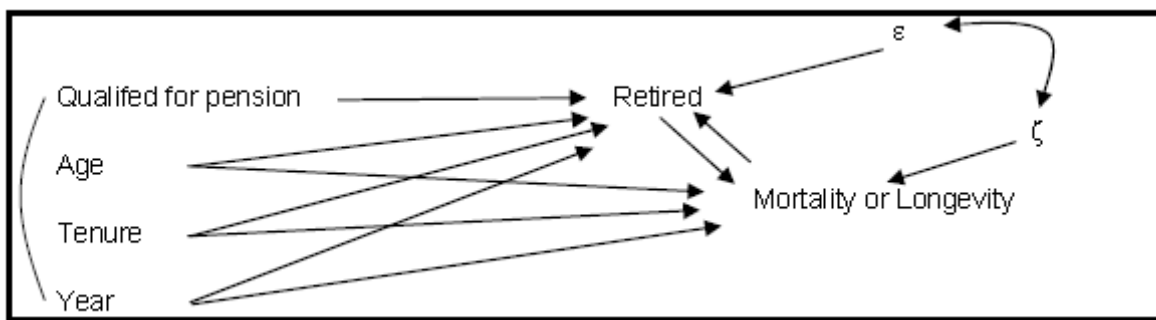 ε
Qualifed for pension
Retired
ζ
Age
Mortality or Longevity
Tenure
Year